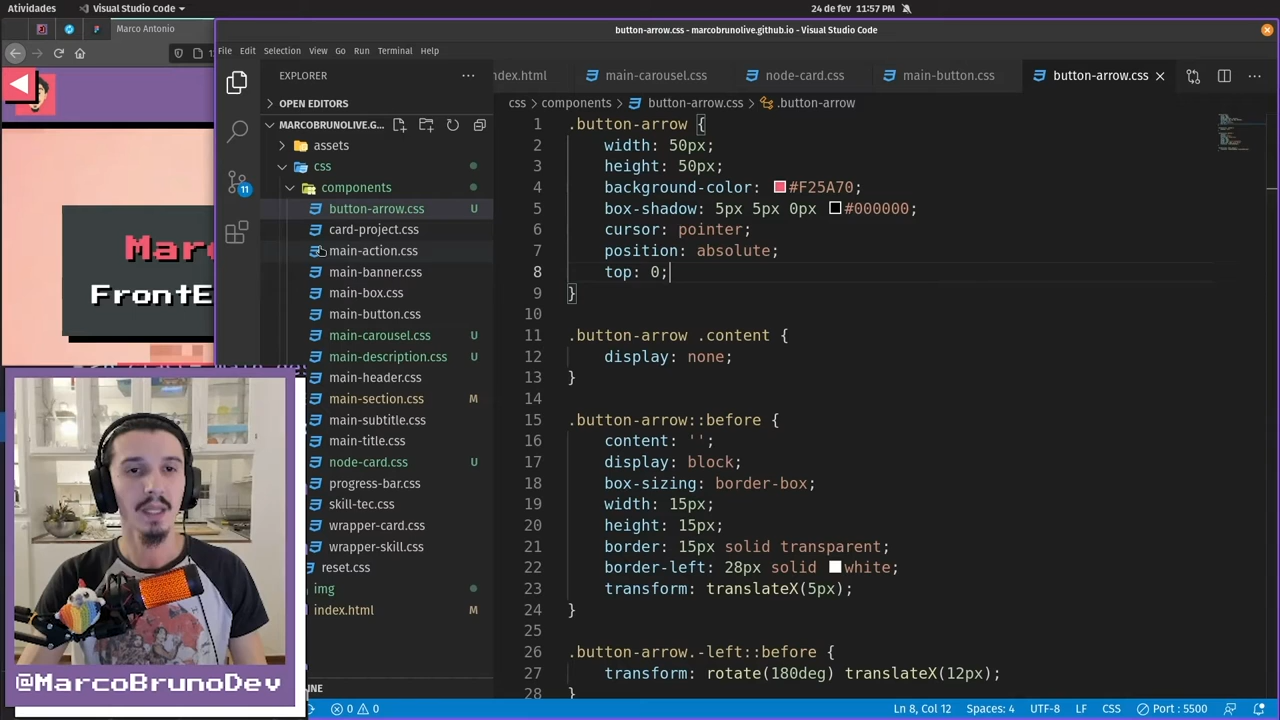 Atividades
Visual Studio Code
24 de fev 11:57 PM
Marco Antonio
button-arrow.css - marcobrunolive.github.io - Visual Studio Code
File Edit Selection View Go Run Terminal Help
EXPLORER
OPEN EDITORS
MARCOBRUNOLIVE.G...
assets
css
components
button-arrow.css U
card-project.css
main-action.css
main-banner.css
main-box.css
main-button.css
main-carousel.css U
main-description.css U
main-header.css
main-section.css M
main-subtitle.css
main-title.css
node-card.css U
progress-bar.css
skill-tec.css
wrapper-card.css
wrapper-skill.css
reset.css
img
index.html M
11
ndex.html main-carousel.css node-card.css main-button.css button-arrow.css
css > components > button-arrow.css > .button-arrow
1 .button-arrow {
2 width: 50px;
3 height: 50px;
4 background-color: #F25A70;
5 box-shadow: 5px 5px 0px #000000;
6 cursor: pointer;
7 position: absolute;
8 top: 0;
9 }
10
11 .button-arrow .content {
12 display: none;
13 }
14
15 .button-arrow::before {
16 content: '';
17 display: block;
18 box-sizing: border-box;
19 width: 15px;
20 height: 15px;
21 border: 15px solid transparent;
22 border-left: 28px solid white;
23 transform: translateX(5px);
24 }
25
26 .button-arrow.-left::before {
27 transform: rotate(180deg) translateX(12px);
28 }
Marc
FrontE
@MarcoBrunoDev
INE
0 0
Ln 8, Col 12 Spaces: 4 UTF-8 LF CSS Port : 5500